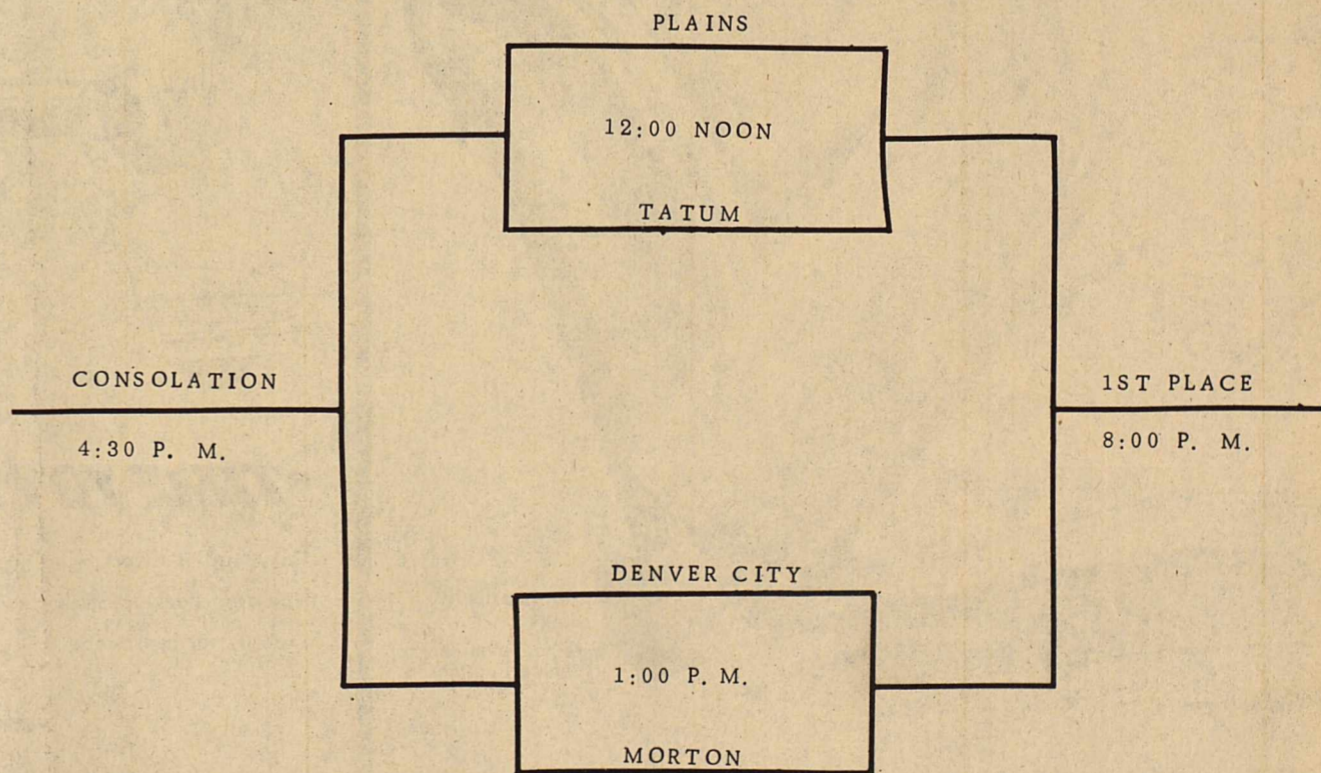 PLAINS
12:00 NOON
TATUM
CONSOLATION
4:30 P. M.
1ST PLACE
8:00 P. M.
DENVER CITY
1:00 P. M.
MORTON